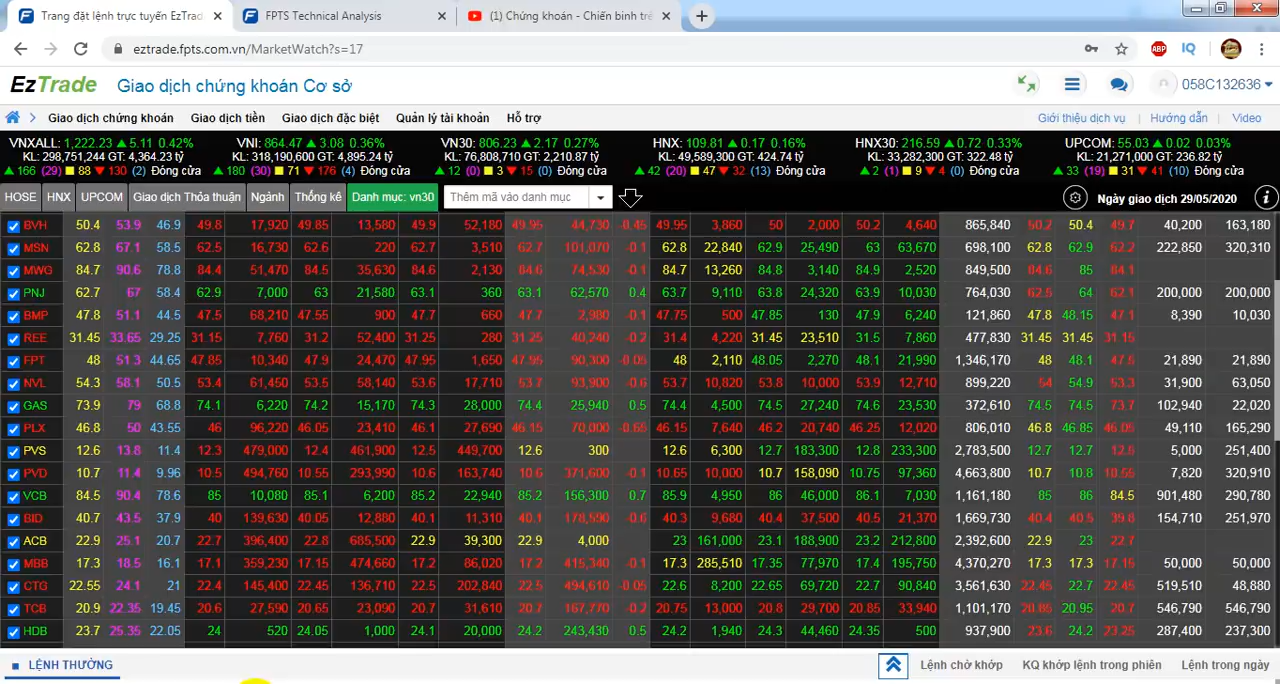 Trang đặt lệnh trực tuyến EzTrad
FPTS Technical Analysis
(1) Chứng khoán - Chiến binh trê
eztrade.fpts.com.vn/MarketWatch?s=17
ABP
IQ
EzTrade Giao dịch chứng khoán Cơ sở 058C132636
Giao dịch chứng khoán Giao dịch tiền Giao dịch đặc biệt Quản lý tài khoản Hỗ trợ Giới thiệu dịch vụ Hướng dẫn Video
VNXALL: 1,222.23 ▲ 5.11 0.42% VNI: 864.47 ▲ 3.08 0.36% VN30: 806.23 ▲ 2.17 0.27% HNX: 109.81 ▲ 0.17 0.16% HNX30: 216.59 ▲ 0.72 0.33% UPCOM: 55.03 ▲ 0.02 0.03%
KL: 298,751,244 GT: 4,364.23 tỷ KL: 318,190,600 GT: 4,895.24 tỷ KL: 76,808,710 GT: 2,210.87 tỷ KL: 49,589,300 GT: 424.74 tỷ KL: 33,282,300 GT: 322.48 tỷ KL: 21,271,000 GT: 236.82 tỷ
▲ 166 (29) ■ 88 ▼ 130 (2) Đóng cửa ▲ 180 (30) ■ 71 ▼ 176 (4) Đóng cửa ▲ 12 (0) ■ 3 ▼ 15 (0) Đóng cửa ▲ 42 (20) ■ 47 ▼ 32 (13) Đóng cửa ▲ 2 (1) ■ 9 ▼ 4 (0) Đóng cửa ▲ 33 (19) ■ 31 ▼ 41 (10) Đóng cửa
HOSE HNX UPCOM Giao dịch Thỏa thuận Ngành Thống kê Danh mục: vn30 Thêm mã vào danh mục Ngày giao dịch 29/05/2020
BVH 50.4 53.9 46.9 49.8 17,920 49.85 13,580 49.9 52,180 49.95 44,730 -0.45 49.95 3,860 50 2,000 50.2 4,640 865,840 50.2 50.4 49.7 40,200 163,180
MSN 62.8 67.1 58.5 62.5 16,730 62.6 220 62.7 3,510 62.7 101,070 -0.1 62.8 22,840 62.9 25,490 63 63,670 698,100 62.8 62.9 62.2 222,850 320,310
MWG 84.7 90.6 78.8 84.4 51,470 84.5 35,630 84.6 2,130 84.6 74,530 -0.1 84.7 13,260 84.8 3,140 84.9 2,520 849,500 84.6 85 84.1
PNJ 62.7 67 58.4 62.9 7,000 63 21,580 63.1 360 63.1 62,570 0.4 63.7 9,110 63.8 24,320 63.9 10,030 764,030 62.5 64 62.1 200,000 200,000
BMP 47.8 51.1 44.5 47.5 68,210 47.55 900 47.7 660 47.7 2,980 -0.1 47.75 500 47.85 130 47.9 6,240 121,860 47.8 48.15 47.1 8,390 10,030
REE 31.45 33.65 29.25 31.15 7,760 31.2 52,400 31.25 280 31.25 40,240 -0.2 31.4 4,220 31.45 23,510 31.5 7,860 477,830 31.45 31.45 31.15
FPT 48 51.3 44.65 47.85 10,340 47.9 24,470 47.95 1,650 47.95 90,300 -0.05 48 2,110 48.05 2,270 48.1 21,990 1,346,170 48 48.1 47.5 21,890 21,890
NVL 54.3 58.1 50.5 53.4 61,450 53.5 58,140 53.6 17,710 53.7 93,900 -0.6 53.7 10,820 53.8 10,000 53.9 12,710 899,220 54 54.9 53.3 31,900 63,050
GAS 73.9 79 68.8 74.1 6,220 74.2 15,170 74.3 28,000 74.4 25,940 0.5 74.4 4,500 74.5 27,240 74.6 23,530 372,610 74.5 74.5 73.7 102,940 22,020
PLX 46.8 50 43.55 46 96,220 46.05 23,410 46.1 27,690 46.15 70,000 -0.65 46.15 7,640 46.2 20,740 46.25 12,020 806,010 46.8 46.85 46.05 49,110 165,290
PVS 12.6 13.8 11.4 12.3 479,000 12.4 461,900 12.5 449,700 12.6 300 12.6 6,300 12.7 183,300 12.8 233,300 2,783,500 12.7 12.7 12.6 5,000 251,400
PVD 10.7 11.4 9.96 10.5 494,760 10.55 293,990 10.6 163,740 10.6 371,600 -0.1 10.65 10,000 10.7 158,090 10.75 97,360 4,663,800 10.7 10.8 10.55 7,820 320,910
VCB 84.5 90.4 78.6 85 10,080 85.1 6,200 85.2 22,940 85.2 156,300 0.7 85.9 4,950 86 46,000 86.1 7,030 1,161,180 85 86 84.5 901,480 290,780
BID 40.7 43.5 37.9 40 139,630 40.05 12,880 40.1 11,310 40.1 178,590 -0.6 40.3 9,680 40.4 37,500 40.5 21,370 1,669,730 40.4 40.5 39.8 154,710 251,970
ACB 22.9 25.1 20.7 22.7 396,400 22.8 685,500 22.9 39,300 22.9 4,000 23 161,000 23.1 188,900 23.2 212,800 2,392,600 22.9 23 22.7
MBB 17.3 18.5 16.1 17.1 359,230 17.15 474,660 17.2 86,020 17.2 415,340 -0.1 17.3 285,510 17.35 77,970 17.4 195,750 4,370,270 17.3 17.3 17.15 50,000 50,000
CTG 22.55 24.1 21 22.4 145,400 22.45 136,710 22.5 202,840 22.5 494,610 -0.05 22.6 8,200 22.65 69,720 22.7 90,840 3,561,630 22.45 22.7 22.45 519,510 48,880
TCB 20.9 22.35 19.45 20.6 27,590 20.65 23,090 20.7 31,610 20.7 167,770 -0.2 20.75 13,000 20.8 29,700 20.85 33,940 1,101,170 20.85 20.95 20.7 546,790 546,790
HDB 23.7 25.35 22.05 24 520 24.05 1,000 24.1 20,000 24.2 243,430 0.5 24.2 1,940 24.3 44,460 24.35 500 937,900 23.6 24.2 23.25 287,400 237,300
LỆNH THƯỜNG Lệnh chờ khớp KQ khớp lệnh trong phiên Lệnh trong ngày